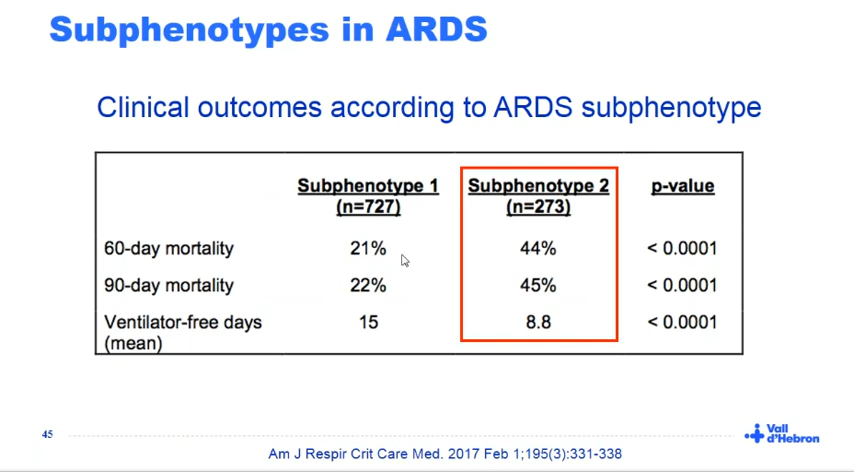 Subphenotypes in ARDS
Clinical outcomes according to ARDS subphenotype
Subphenotype 1 Subphenotype 2 p-value
(n=727) (n=273)
60-day mortality 21% 44% < 0.0001
90-day mortality 22% 45% < 0.0001
Ventilator-free days 15 8.8 < 0.0001
(mean)
45
Vall
d'Hebron
Am J Respir Crit Care Med. 2017 Feb 1;195(3):331-338